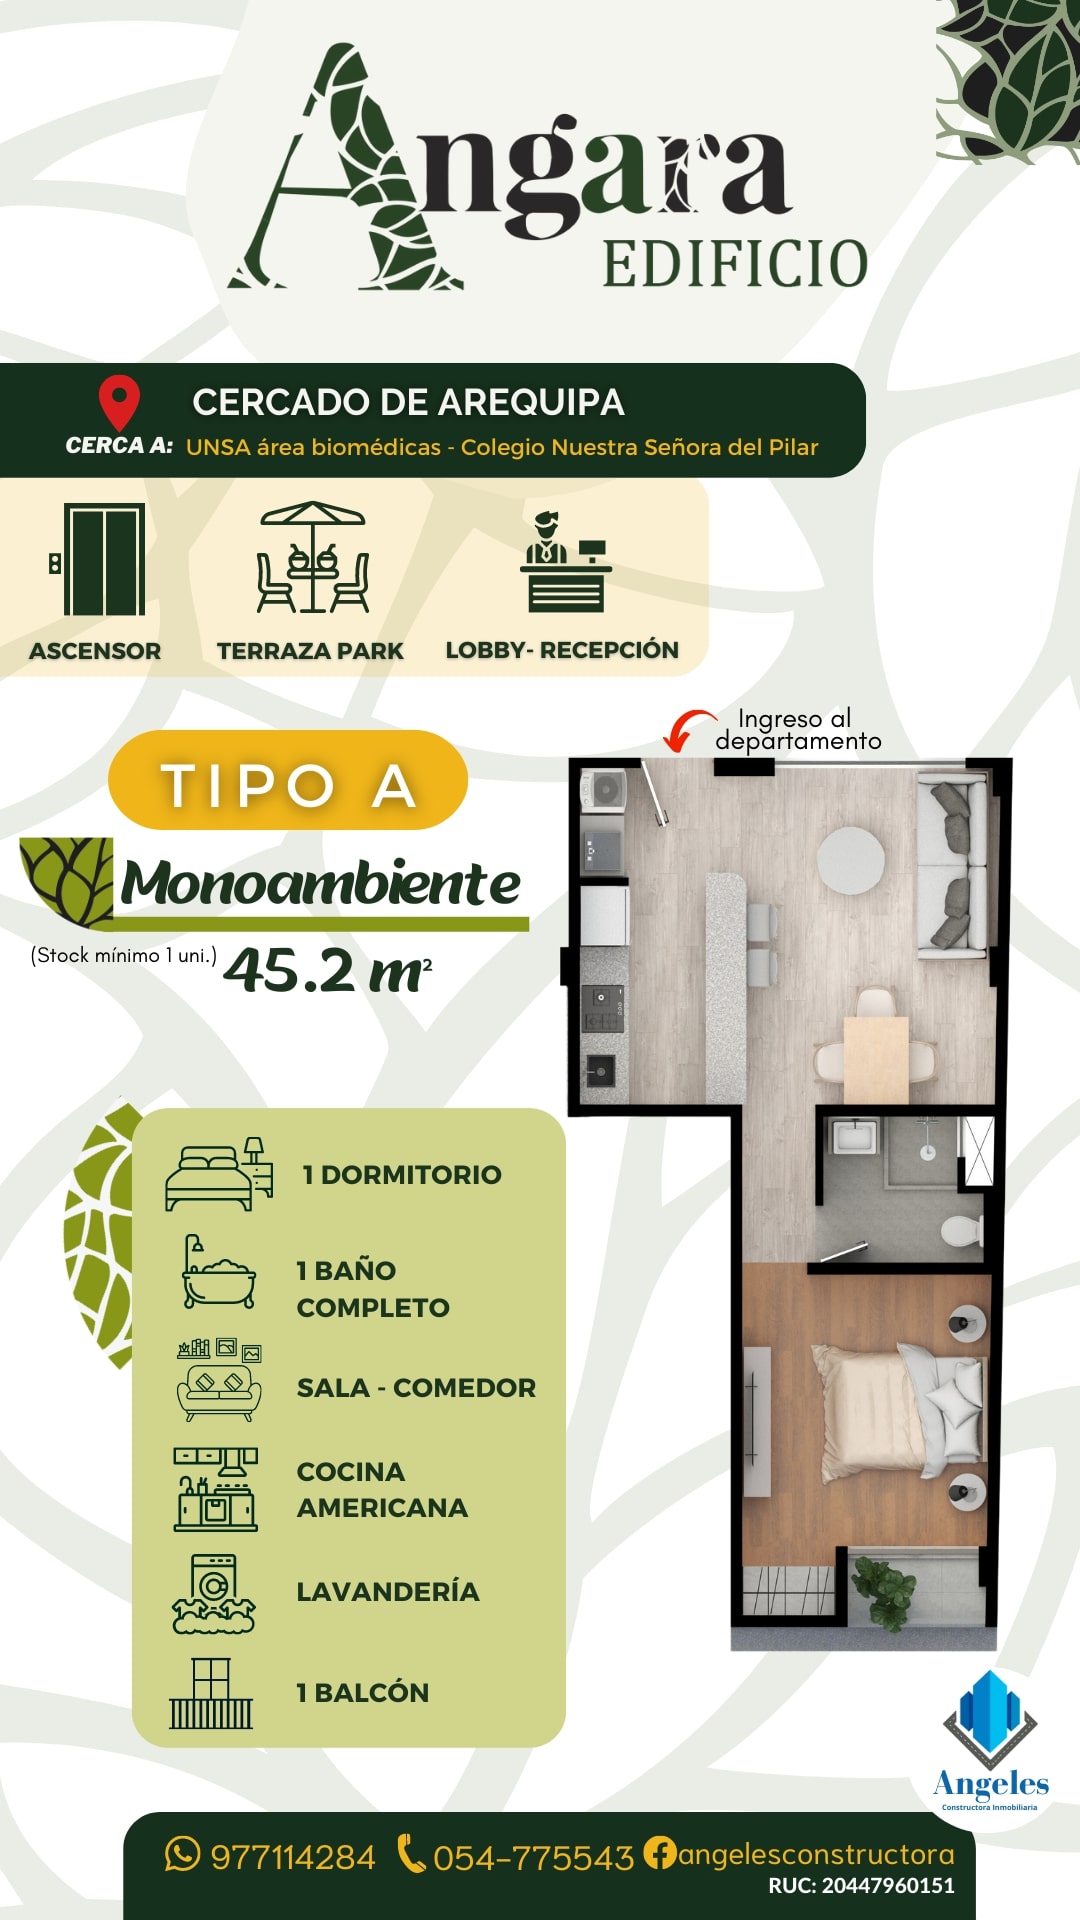 Angara
EDIFICIO
CERCADO DE AREQUIPA
CERCA A: UNSA área biomédicas - Colegio Nuestra Señora del Pilar
ASCENSOR
TERRAZA PARK
LOBBY- RECEPCIÓN
Ingreso al
departamento
TIPO A
Monoambiente
(Stock mínimo 1 uni.) 45.2 m²
1 DORMITORIO
1 BAÑO
COMPLETO
SALA - COMEDOR
COCINA
AMERICANA
LAVANDERÍA
1 BALCÓN
Angeles
Constructora Inmobiliaria
977114284 054-775543 angelesconstructora
RUC: 20447960151